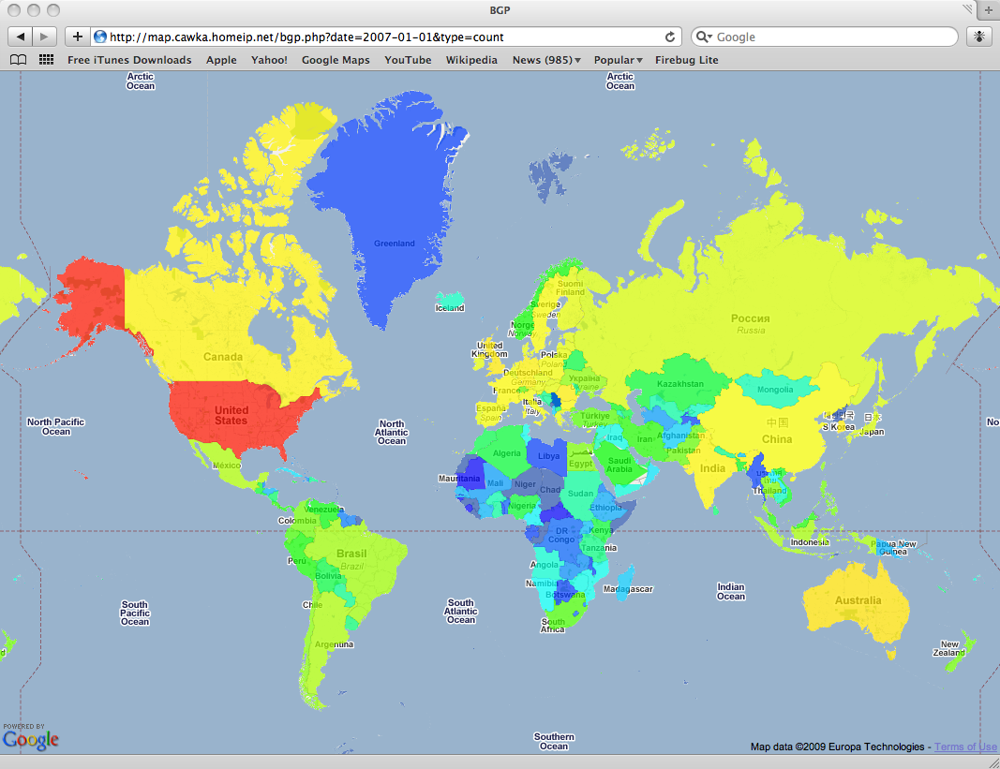 BGP
http://map.cawka.homeip.net/bgp.php?date=2007-01-01&type=count
Google
Free iTunes Downloads Apple Yahoo! Google Maps YouTube Wikipedia News (985) Popular Firebug Lite
Arctic
Ocean
Arctic
Ocean
Greenland
Iceland
Suomi
Finland
Sverige
Sweden
Norge
Norway
Россия
Russia
United
Kingdom
Polska
Poland
Canada
Deutschland
Germany
Україна
Ukraine
France
Kazakhstan
Mongolia
Italia
Italy
España
Spain
United
States
Türkiye
Turkey
中国
China
S Korea
日本
Japan
North Pacific
Ocean
North
Atlantic
Ocean
No
Iraq
Iran
Afghanistan
Pakistan
Algeria
Libya
مصر
Egypt
Saudi
Arabia
India
México
Mauritania
Mali
Niger
Chad
Sudan
Thailand
Nigeria
Ethiopia
Venezuela
Colombia
DR
Congo
Kenya
Indonesia
Papua New
Guinea
Tanzania
Brasil
Brazil
Perú
Angola
Bolivia
Namibia
Madagascar
Botswana
Indian
Ocean
Australia
South
Pacific
Ocean
Chile
South
Atlantic
Ocean
South
Africa
Argentina
New
Zealand
d
POWERED BY
Google
Southern
Ocean
Map data ©2009 Europa Technologies - Terms of Use